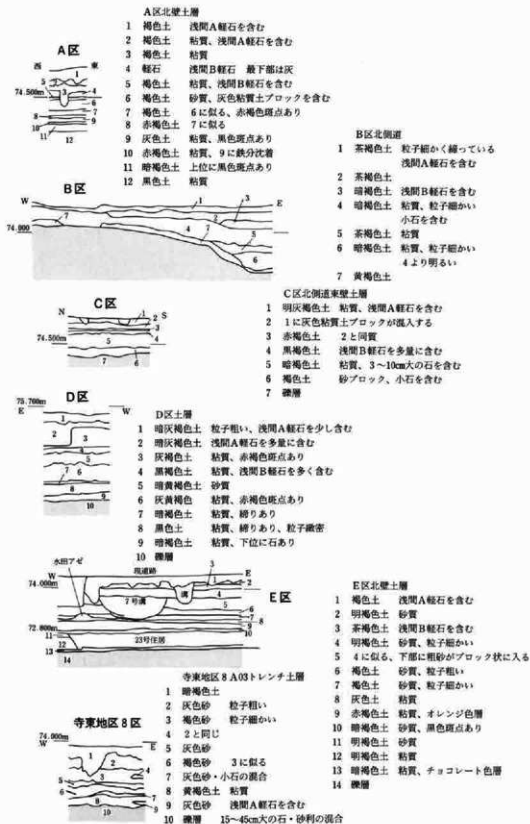 A区北壁土層
1 褐色土 浅間A軽石を含む
2 褐色土 粘質、浅間A軽石を含む
3 褐色土 粘質
4 軽石 浅間B軽石 最下部は灰
5 褐色土 粘質、浅間B軽石を含む
6 褐色土 砂質、灰色粘質土ブロックを含む
7 褐色土 6に似る、赤褐色斑点あり
8 赤褐色土 7に似る
9 灰色土 粘質、黒色斑点あり
10 赤褐色土 粘質、9に鉄分沈着
11 暗褐色土 上位に黒色斑点あり
12 黒色土 粘質
A区
西 東
74.500m
B区北側道
1 茶褐色土 粒子細かく締っている
浅間A軽石を含む
2 茶褐色土
3 暗褐色土 浅間B軽石を含む
4 暗褐色土 粘質、粒子細かい
小石を含む
5 茶褐色土 粘質
6 暗褐色土 粘質、粒子細かい
4より明るい
7 黄褐色土
B区
W E
74.000
C区北側道東壁土層
1 明灰褐色土 粘質、浅間A軽石を含む
2 1に灰色粘質土ブロックが混入する
3 赤褐色土 2と同質
4 黒褐色土 浅間B軽石を多量に含む
5 暗褐色土 粘質、3～10cm大の石を含む
6 褐色土 砂ブロック、小石を含む
7 礫層
C区
N S
74.500m
D区
75.700m
E W
D区土層
1 暗灰褐色土 粒子粗い、浅間A軽石を少し含む
2 暗灰褐色土 浅間A軽石を多量に含む
3 灰褐色土 粘質、赤褐色斑点あり
4 黒褐色土 粘質、浅間B軽石を多く含む
5 暗黄褐色土 砂質
6 灰黄褐色 粘質、赤褐色斑点あり
7 暗褐色土 粘質、締りあり
8 黒色土 粘質、締りあり、粒子緻密
9 暗褐色土 粘質、下位に石あり
10 礫層
水田アゼ
現道跡
W E
74.000m
7号溝
溝
E区
72.800m
23号住居
E区北壁土層
1 褐色土 浅間A軽石を含む
2 明褐色土 砂質
3 茶褐色土 浅間B軽石を含む
4 明褐色土 砂質、粒子細かい
5 4に似る、下部に粗砂がブロック状に入る
6 褐色土 砂質、粒子粗い
7 褐色土 砂質、粒子細かい
8 灰色土 粘質
9 赤褐色土 粘質、オレンジ色層
10 暗褐色土 砂質、黒色斑点あり
11 明褐色土 砂質
12 明褐色土 粘質
13 暗褐色土 粘質、チョコレート色層
14 礫層
寺東地区8A03トレンチ土層
1 暗褐色土
2 灰色砂 粒子粗い
3 褐色砂 粒子細かい
4 2と同じ
5 灰色砂
6 褐色砂 3に似る
7 灰色砂・小石の混合
8 黄褐色土 粘質
9 灰色砂 浅間A軽石を含む
10 礫層 15～45cm大の石・砂利の混合
寺東地区8区
74.000m
W E